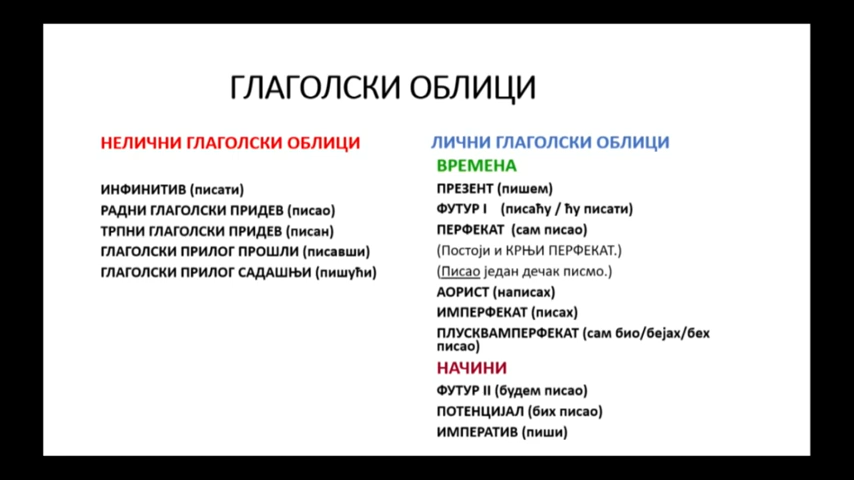 ГЛАГОЛСКИ ОБЛИЦИ
НЕЛИЧНИ ГЛАГОЛСКИ ОБЛИЦИ
ИНФИНИТИВ (писати)
РАДНИ ГЛАГОЛСКИ ПРИДЕВ (писао)
ТРПНИ ГЛАГОЛСКИ ПРИДЕВ (писан)
ГЛАГОЛСКИ ПРИЛОГ ПРОШЛИ (писавши)
ГЛАГОЛСКИ ПРИЛОГ САДАШЊИ (пишући)
ЛИЧНИ ГЛАГОЛСКИ ОБЛИЦИ
ВРЕМЕНА
ПРЕЗЕНТ (пишем)
ФУТУР I (писаћу / ћу писати)
ПЕРФЕКАТ (сам писао)
(Постоји и КРЊИ ПЕРФЕКАТ.)
(Писао један дечак писмо.)
АОРИСТ (написах)
ИМПЕРФЕКАТ (писах)
ПЛУСКВАМПЕРФЕКАТ (сам био/бејах/бех
писао)
НАЧИНИ
ФУТУР II (будем писао)
ПОТЕНЦИЈАЛ (бих писао)
ИМПЕРАТИВ (пиши)